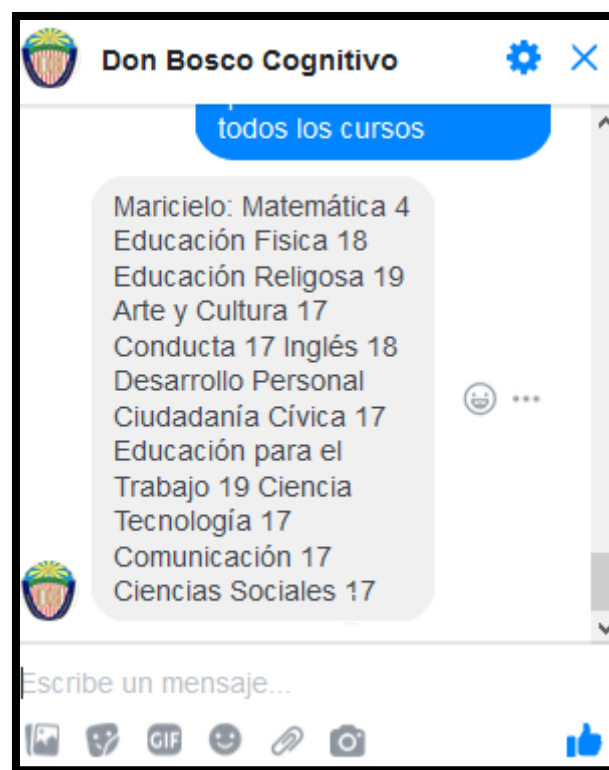 Don Bosco Cognitivo
todos los cursos
Maricielo: Matemática 4
Educación Fisica 18
Educación Religosa 19
Arte y Cultura 17
Conducta 17 Inglés 18
Desarrollo Personal
Ciudadanía Cívica 17
Educación para el
Trabajo 19 Ciencia
Tecnología 17
Comunicación 17
Ciencias Sociales 17
Escribe un mensaje...
GIF